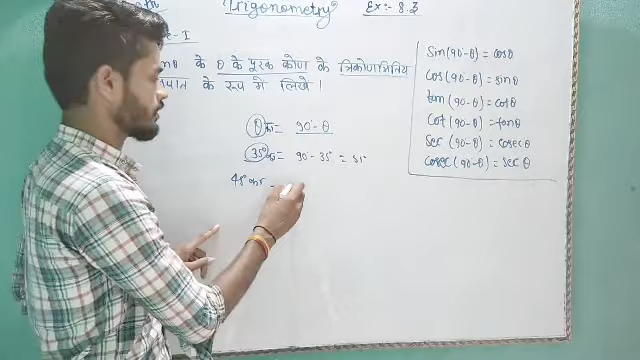 Trigonometry Ex:- 8.3
e-I
inθ के θ के पूरक कोण के त्रिकोणमितिय
पात के रूप में लिखें।
θ का = 90°-θ
35° का = 90° - 35° = 55°
45° का =
Sin(90-θ) = cosθ
Cos(90-θ) = sinθ
tan(90-θ) = cotθ
Cot(90-θ) = tanθ
Sec(90-θ) = cosecθ
Cosec(90-θ) = secθ